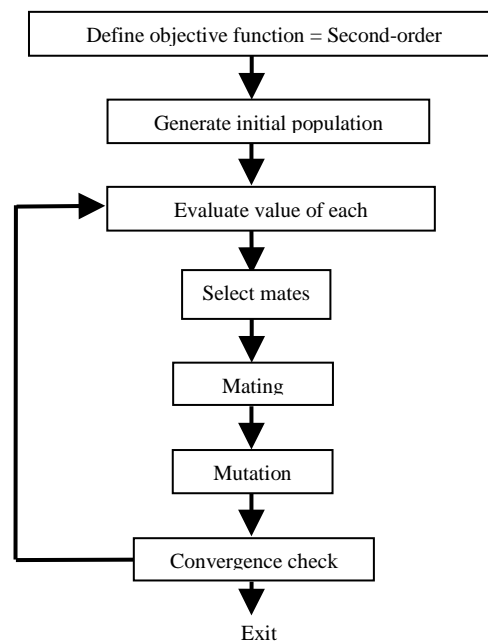 Define objective function = Second-order
Generate initial population
Evaluate value of each
Select mates
Mating
Mutation
Convergence check
Exit